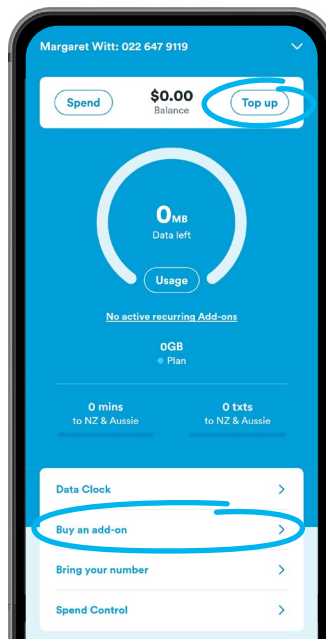 Margaret Witt: 022 647 9119
Spend
$0.00
Balance
Top up
0MB
Data left
Usage
No active recurring Add-ons
0GB
Plan
0 mins
to NZ & Aussie
0 txts
to NZ & Aussie
Data Clock
Buy an add-on
Bring your number
Spend Control